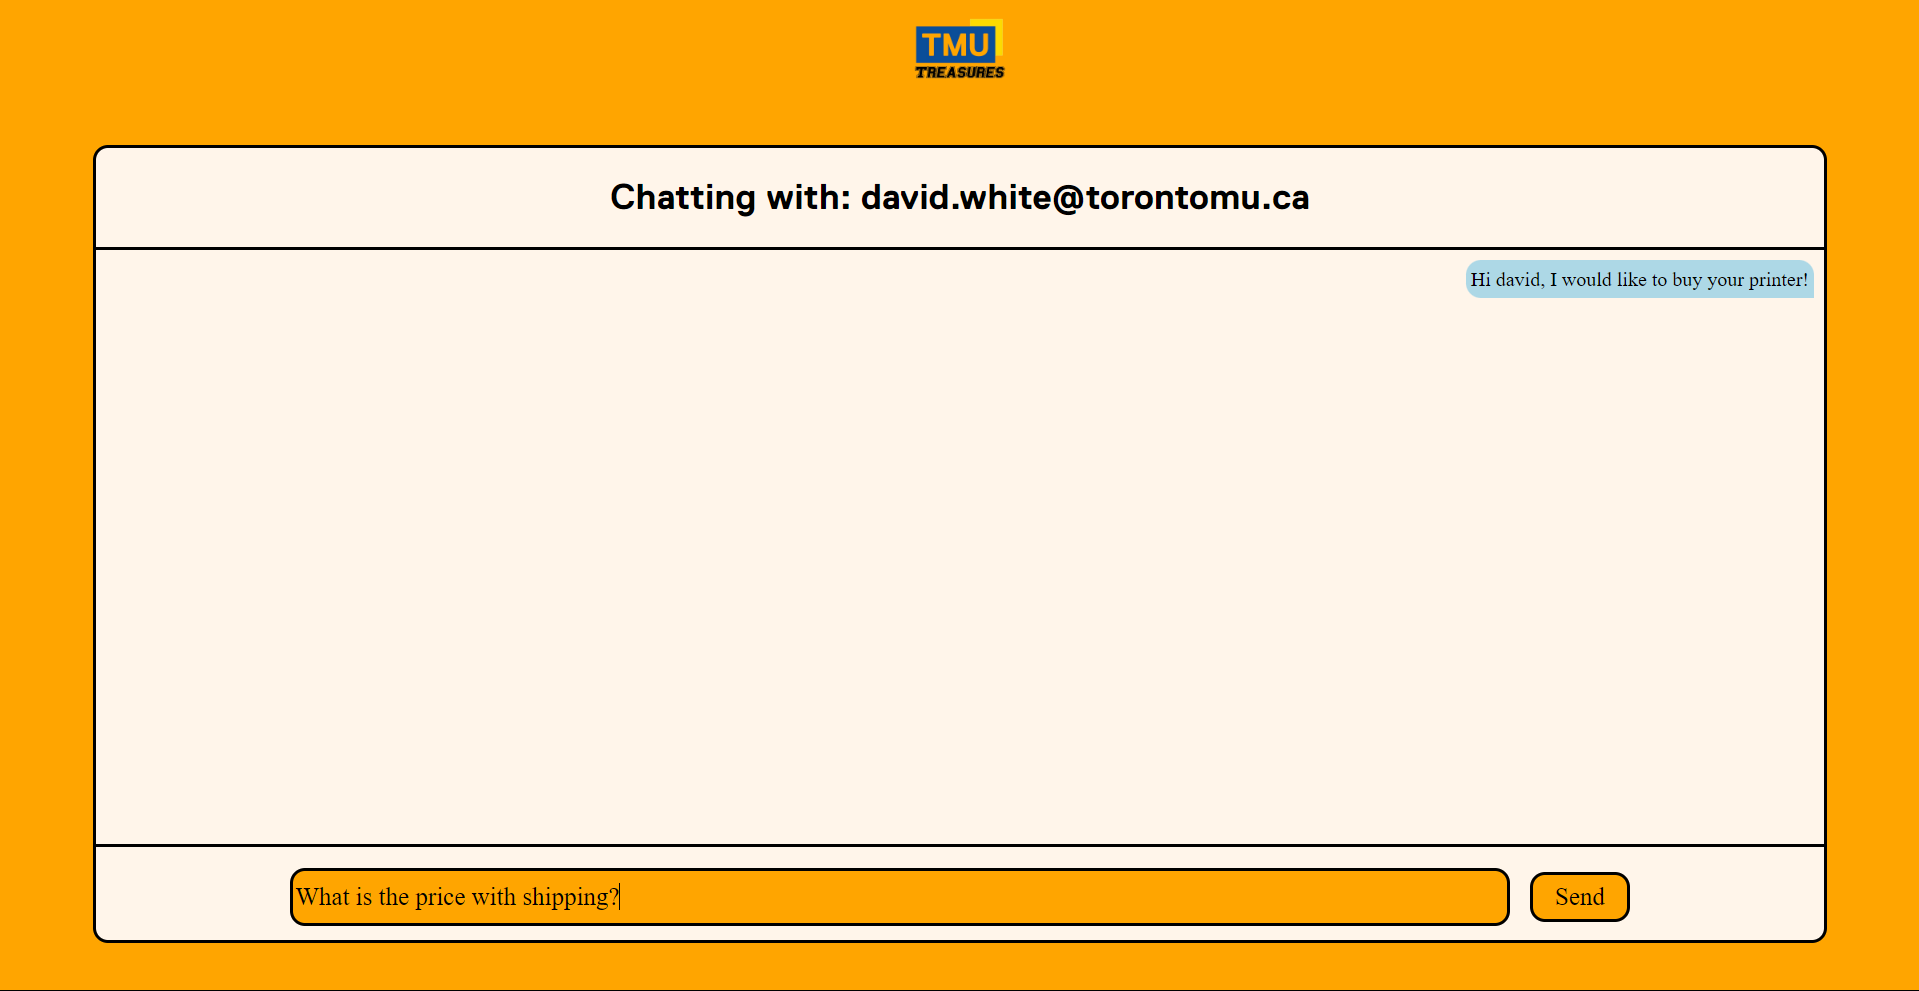 TMU
TREASURES
Chatting with: david.white@torontomu.ca
Hi david, I would like to buy your printer!
What is the price with shipping?
Send